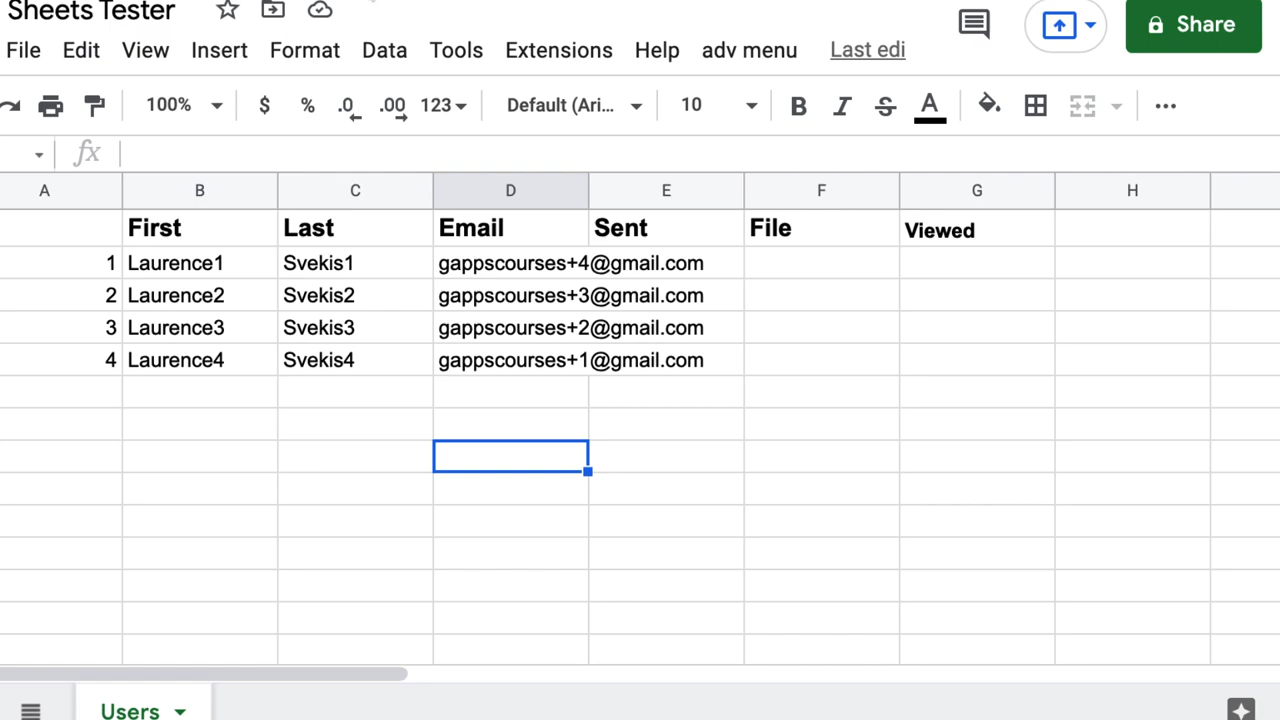 Sheets Tester
File Edit View Insert Format Data Tools Extensions Help adv menu Last edi
Share
100% $ % .0 .00 123 Default (Ari... 10 B I S A
fx
A B C D E F G H
First Last Email Sent File Viewed
1 Laurence1 Svekis1 gappscourses+4@gmail.com
2 Laurence2 Svekis2 gappscourses+3@gmail.com
3 Laurence3 Svekis3 gappscourses+2@gmail.com
4 Laurence4 Svekis4 gappscourses+1@gmail.com
Users